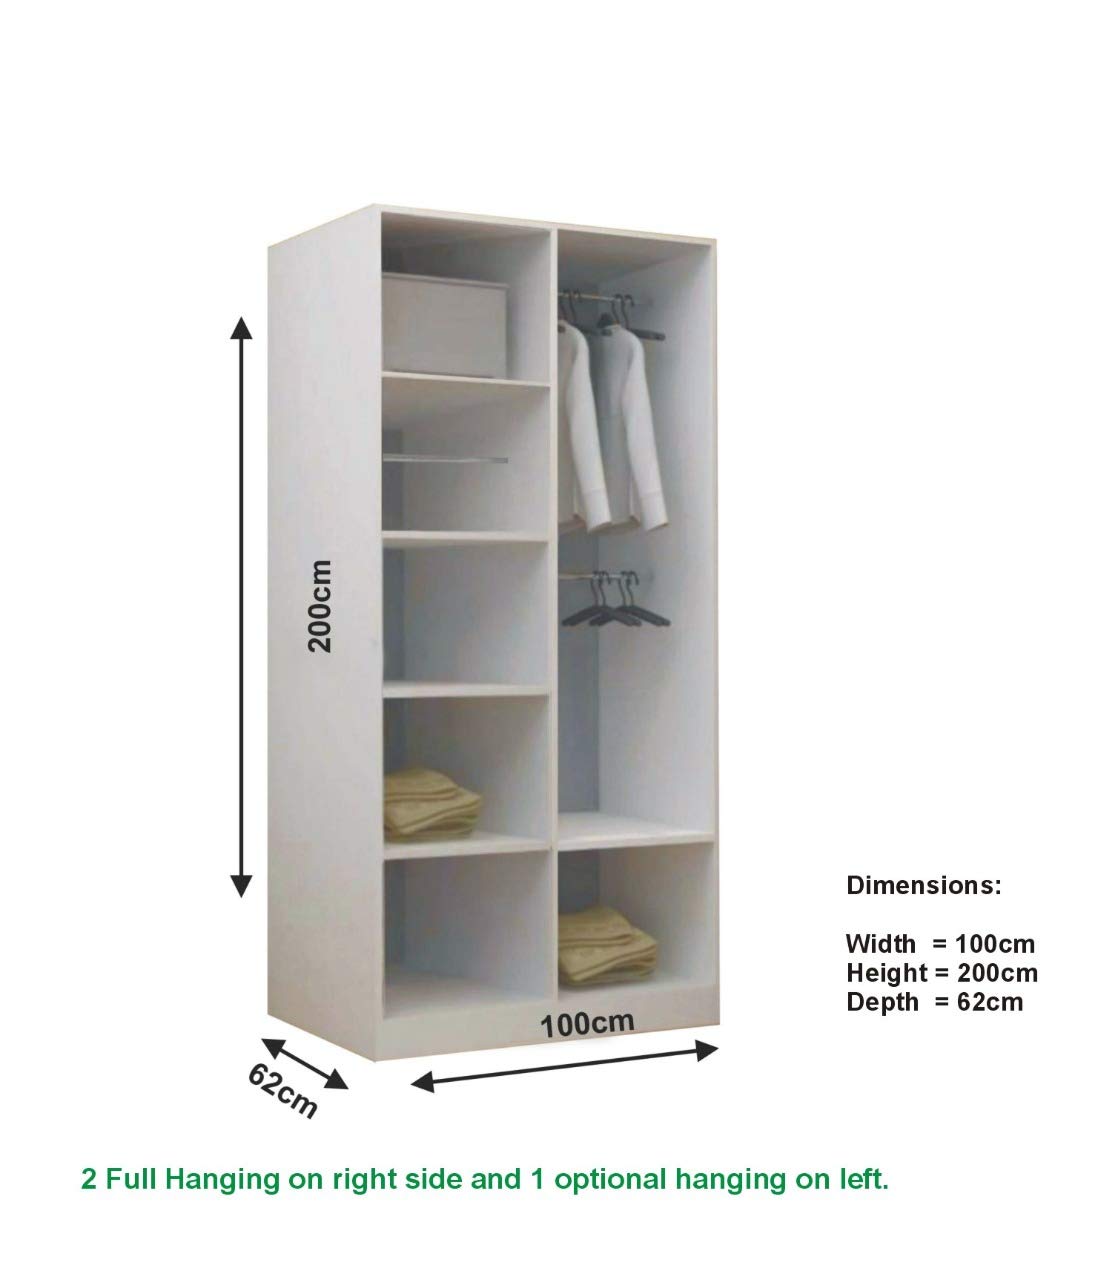 200cm
Dimensions:
Width = 100cm
Height = 200cm
Depth = 62cm
100cm
62cm
2 Full Hanging on right side and 1 optional hanging on left.